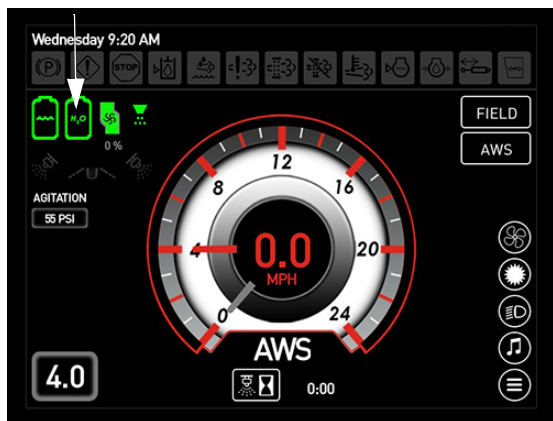 Wednesday 9:20 AM
(P)
STOP
H₂O
0 %
FIELD
AWS
AGITATION
55 PSI
0
4
8
12
16
20
24
0.0
MPH
AWS
4.0
0:00